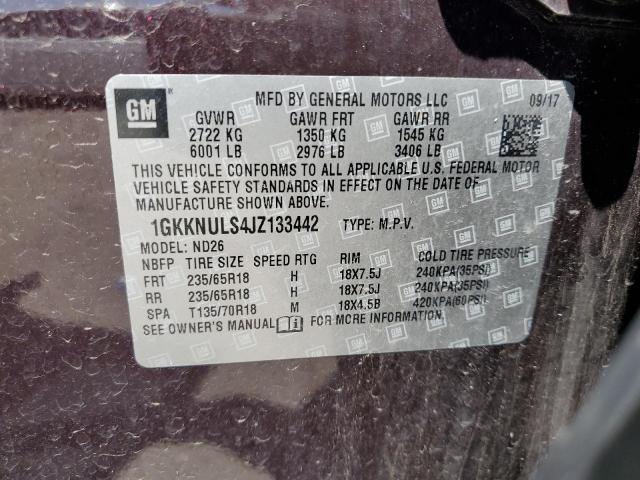 GM
MFD BY GENERAL MOTORS LLC 09/17
GVWR GAWR FRT GAWR RR
2722 KG 1350 KG 1545 KG
6001 LB 2976 LB 3406 LB
THIS VEHICLE CONFORMS TO ALL APPLICABLE U.S. FEDERAL MOTOR
VEHICLE SAFETY STANDARDS IN EFFECT ON THE DATE OF
MANUFACTURE SHOWN ABOVE.
1GKKNULS4JZ133442 TYPE: M.P.V.
MODEL: ND26
NBFP TIRE SIZE SPEED RTG RIM COLD TIRE PRESSURE
FRT 235/65R18 H 18X7.5J 240KPA(35PSI)
RR 235/65R18 H 18X7.5J 240KPA(35PSI)
SPA T135/70R18 M 18X4.5B 420KPA(60PSI)
SEE OWNER'S MANUAL FOR MORE INFORMATION.